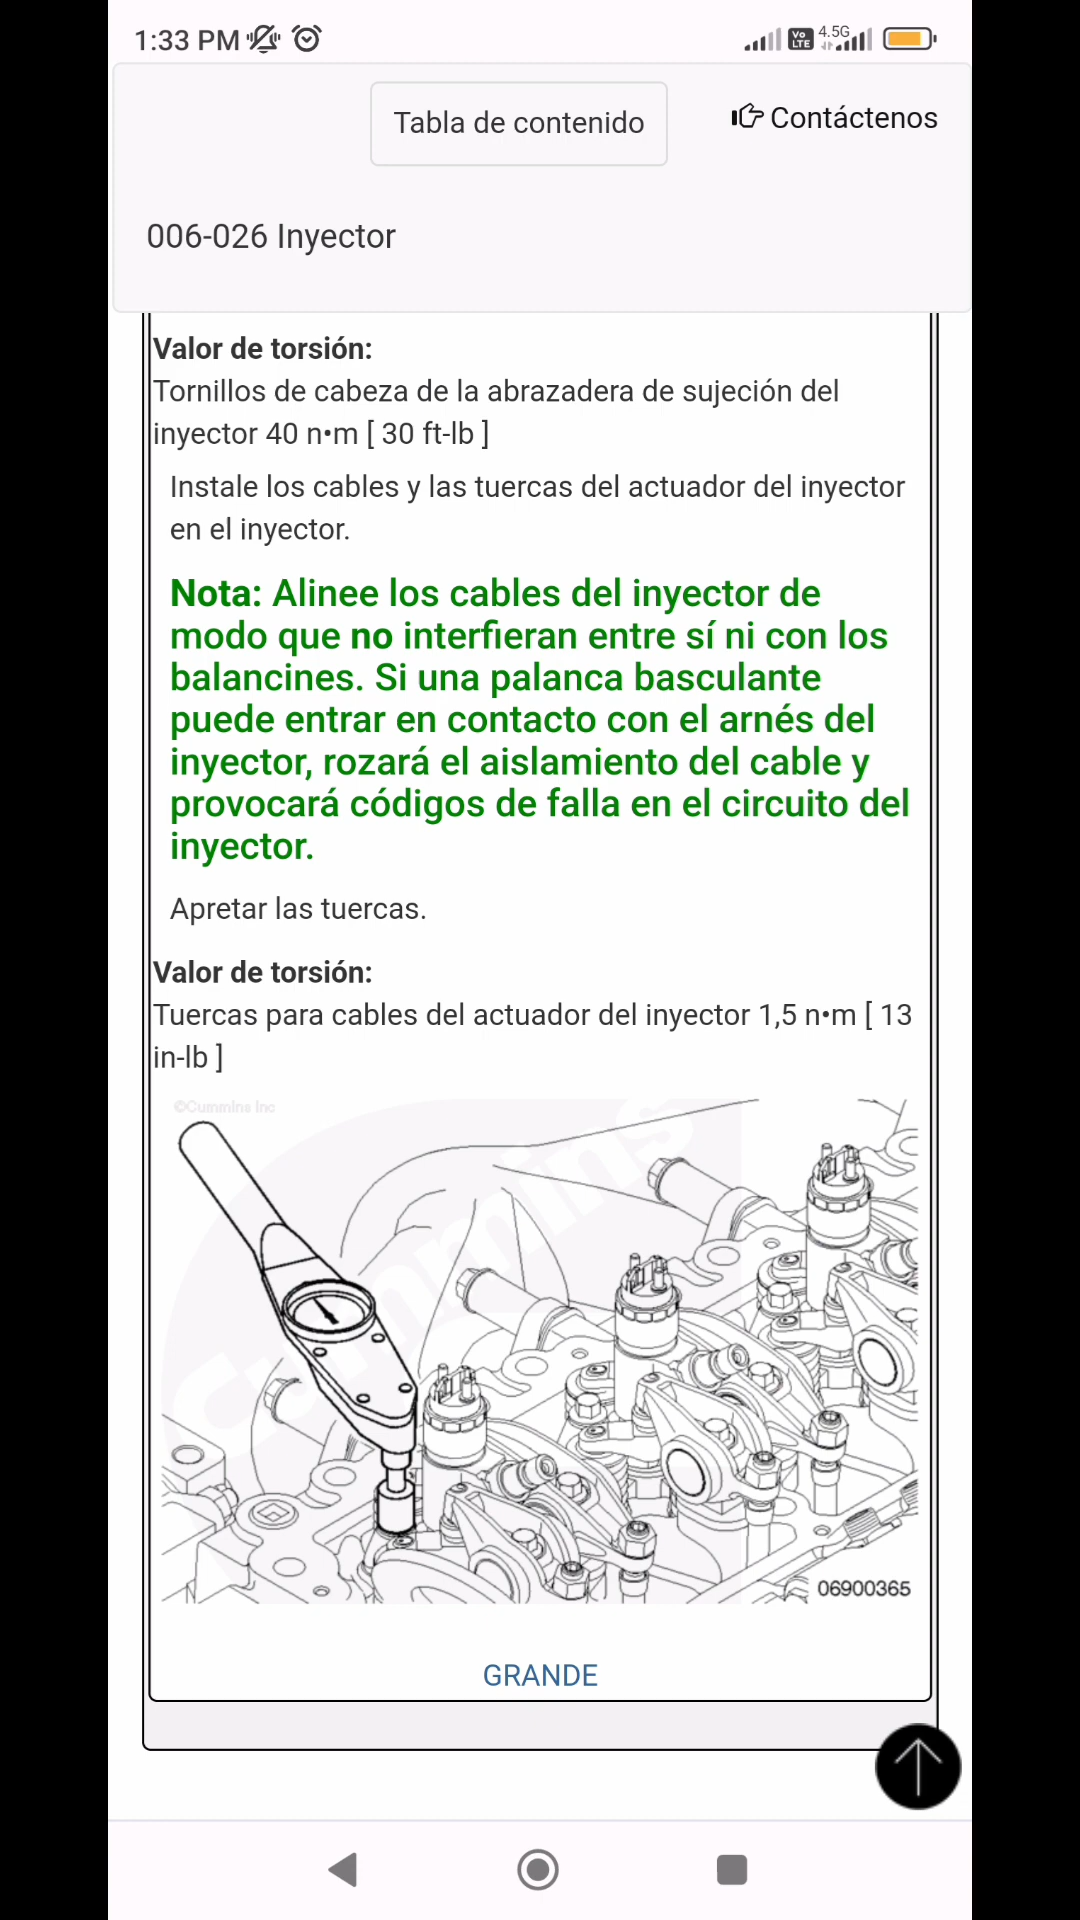 1:33 PM
Vo LTE 4.5G
Tabla de contenido
Contáctenos
006-026 Inyector
Valor de torsión:
Tornillos de cabeza de la abrazadera de sujeción del
inyector 40 n•m [ 30 ft-lb ]
Instale los cables y las tuercas del actuador del inyector
en el inyector.
Nota: Alinee los cables del inyector de
modo que no interfieran entre sí ni con los
balancines. Si una palanca basculante
puede entrar en contacto con el arnés del
inyector, rozará el aislamiento del cable y
provocará códigos de falla en el circuito del
inyector.
Apretar las tuercas.
Valor de torsión:
Tuercas para cables del actuador del inyector 1,5 n•m [ 13
in-lb ]
©Cummins Inc
Cummins
06900365
GRANDE